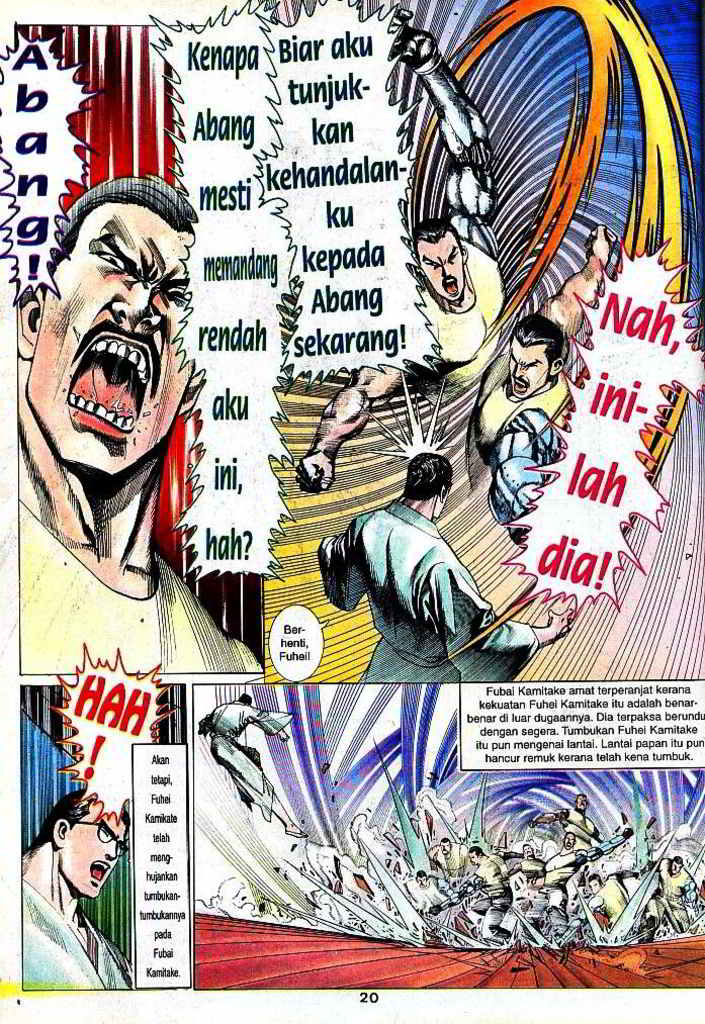 Abang!
Kenapa
Abang
mesti
memandang
rendah
aku
ini,
hah?
Biar aku
tunjuk-
kan
kehandalan-
ku
kepada
Abang
sekarang!
Nah,
ini-
lah
dia!
Ber-
henti,
Fuhei!
HAH
!
Akan
tetapi,
Fuhei
Kamikate
telah
meng-
hujankan
tumbukan-
tumbukannya
pada
Fubai
Kamitake.
Fubai Kamitake amat terperanjat kerana
kekuatan Fuhei Kamitake itu adalah benar-
benar di luar dugaannya. Dia terpaksa berundu
dengan segera. Tumbukan Fuhei Kamitake
itu pun mengenai lantai. Lantai papan itu pun
hancur remuk kerana telah kena tumbuk.
20